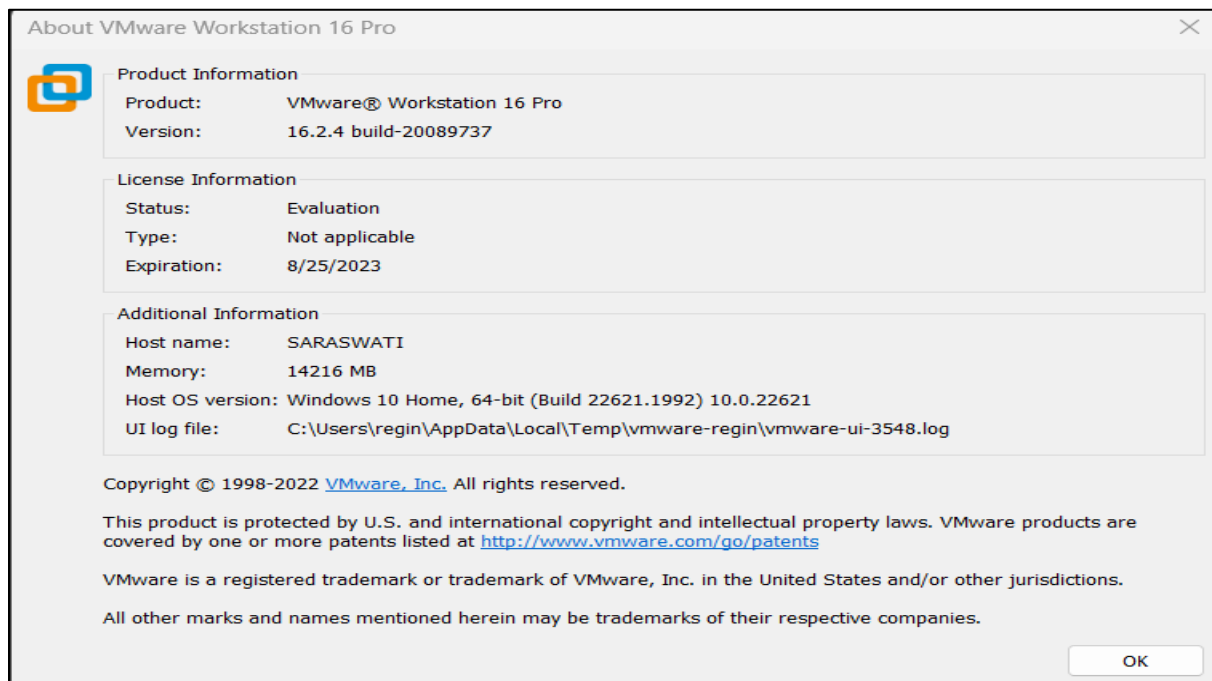 About VMware Workstation 16 Pro
Product Information
Product: VMware® Workstation 16 Pro
Version: 16.2.4 build-20089737
License Information
Status: Evaluation
Type: Not applicable
Expiration: 8/25/2023
Additional Information
Host name: SARASWATI
Memory: 14216 MB
Host OS version: Windows 10 Home, 64-bit (Build 22621.1992) 10.0.22621
UI log file: C:\Users\regin\AppData\Local\Temp\vmware-regin\vmware-ui-3548.log
Copyright © 1998-2022 VMware, Inc. All rights reserved.
This product is protected by U.S. and international copyright and intellectual property laws. VMware products are
covered by one or more patents listed at http://www.vmware.com/go/patents
VMware is a registered trademark or trademark of VMware, Inc. in the United States and/or other jurisdictions.
All other marks and names mentioned herein may be trademarks of their respective companies.
OK